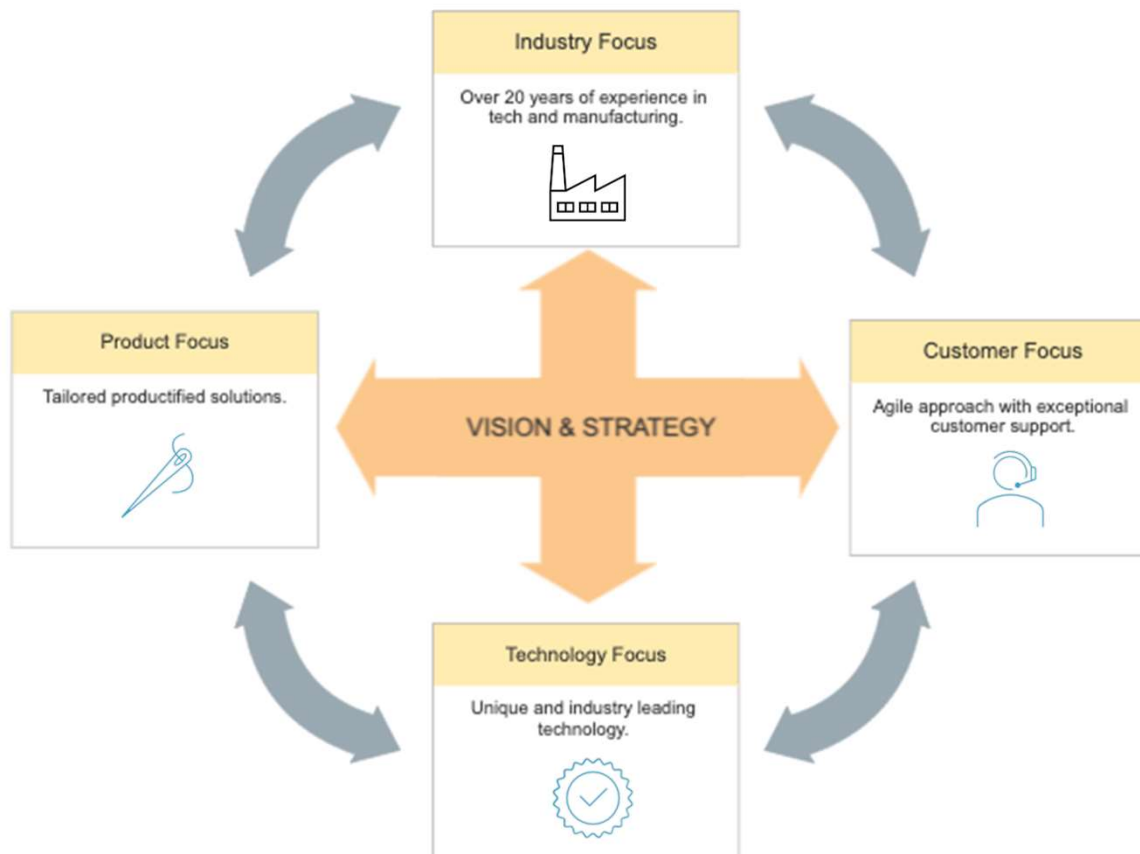 Industry Focus
Over 20 years of experience in
tech and manufacturing.
Product Focus
Tailored productified solutions.
VISION & STRATEGY
Customer Focus
Agile approach with exceptional
customer support.
Technology Focus
Unique and industry leading
technology.